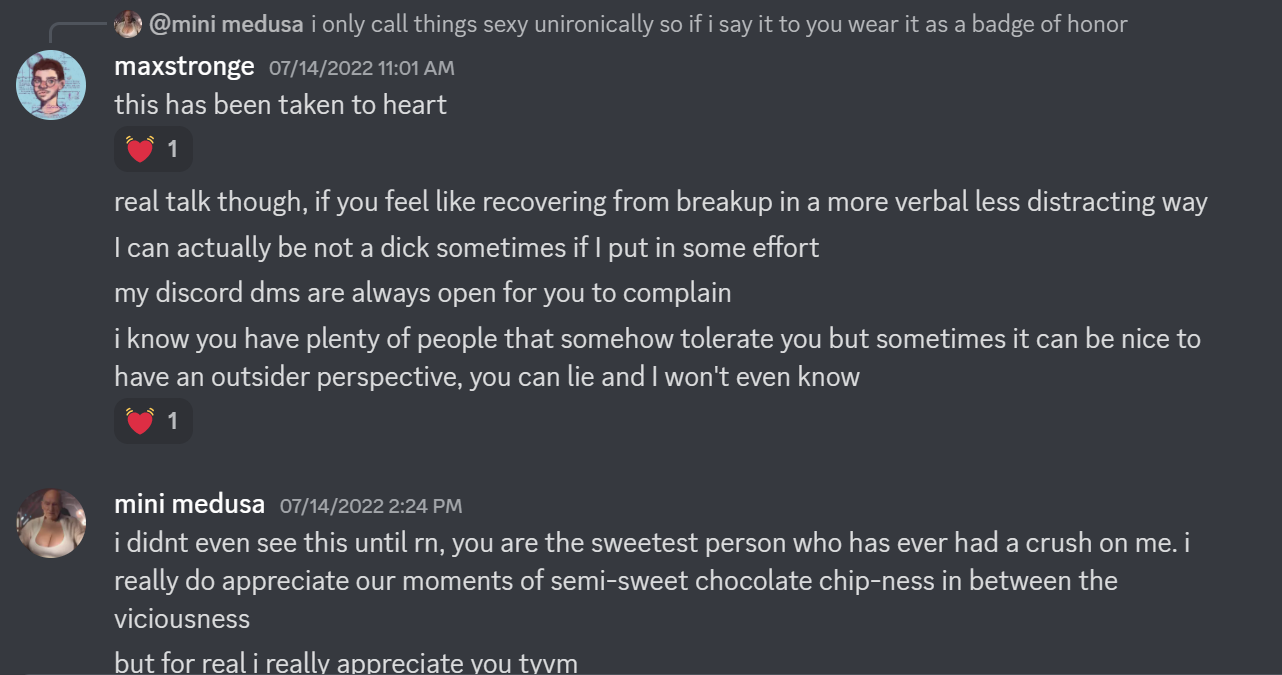 @mini medusa i only call things sexy unironically so if i say it to you wear it as a badge of honor
maxstronge 07/14/2022 11:01 AM
this has been taken to heart
💓 1
real talk though, if you feel like recovering from breakup in a more verbal less distracting way
I can actually be not a dick sometimes if I put in some effort
my discord dms are always open for you to complain
i know you have plenty of people that somehow tolerate you but sometimes it can be nice to
have an outsider perspective, you can lie and I won't even know
💓 1
mini medusa 07/14/2022 2:24 PM
i didnt even see this until rn, you are the sweetest person who has ever had a crush on me. i
really do appreciate our moments of semi-sweet chocolate chip-ness in between the
viciousness
but for real i really appreciate you tyvm